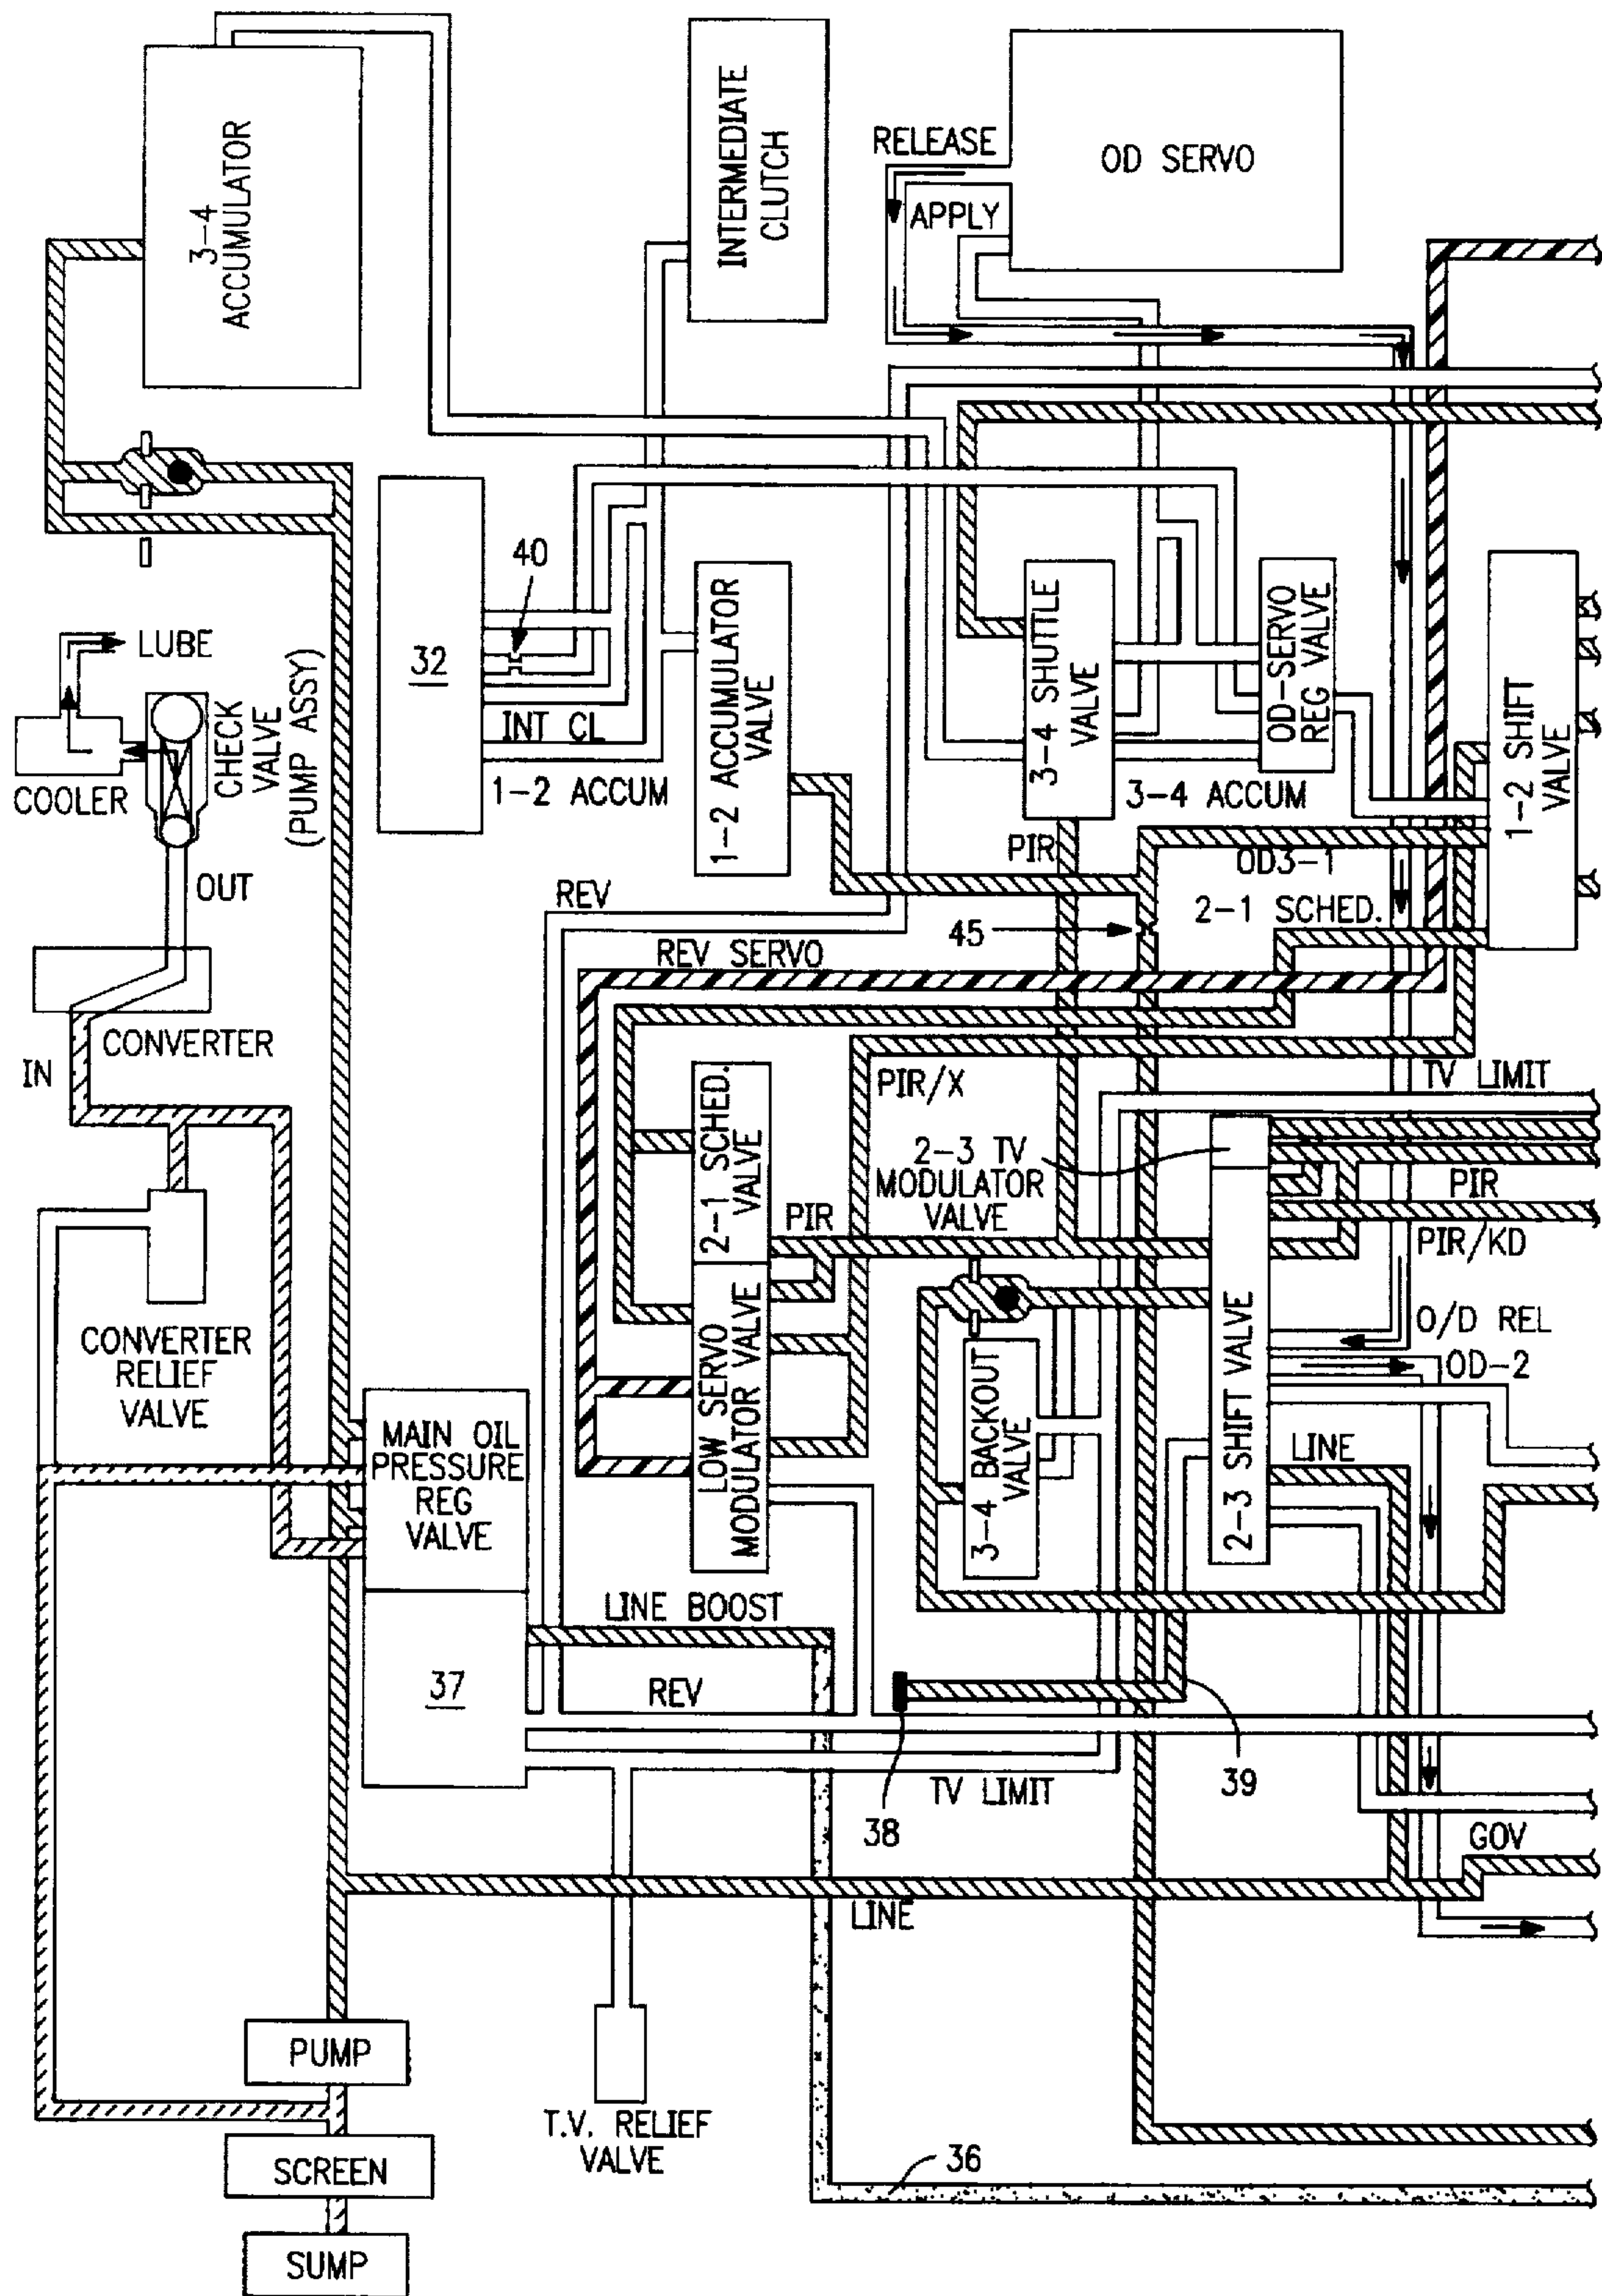 3-4
ACCUMULATOR
INTERMEDIATE
CLUTCH
RELEASE
APPLY
OD SERVO
40
32
INT CL
1-2 ACCUM
1-2 ACCUMULATOR
VALVE
3-4 SHUTTLE
VALVE
OD-SERVO
REG VALVE
1-2 SHIFT
VALVE
LUBE
COOLER
CHECK
VALVE
(PUMP ASSY)
OUT
3-4 ACCUM
PIR
OD3-1
2-1 SCHED.
45
REV
REV SERVO
CONVERTER
IN
PIR/X
TV LIMIT
2-1 SCHED.
VALVE
2-3 TV
MODULATOR
VALVE
PIR
PIR
PIR/KD
CONVERTER
RELIEF
VALVE
LOW SERVO
MODULATOR VALVE
3-4 BACKOUT
VALVE
2-3 SHIFT VALVE
O/D REL
OD-2
LINE
MAIN OIL
PRESSURE
REG
VALVE
LINE BOOST
37
REV
38
39
TV LIMIT
GOV
LINE
PUMP
T.V. RELIEF
VALVE
SCREEN
36
SUMP